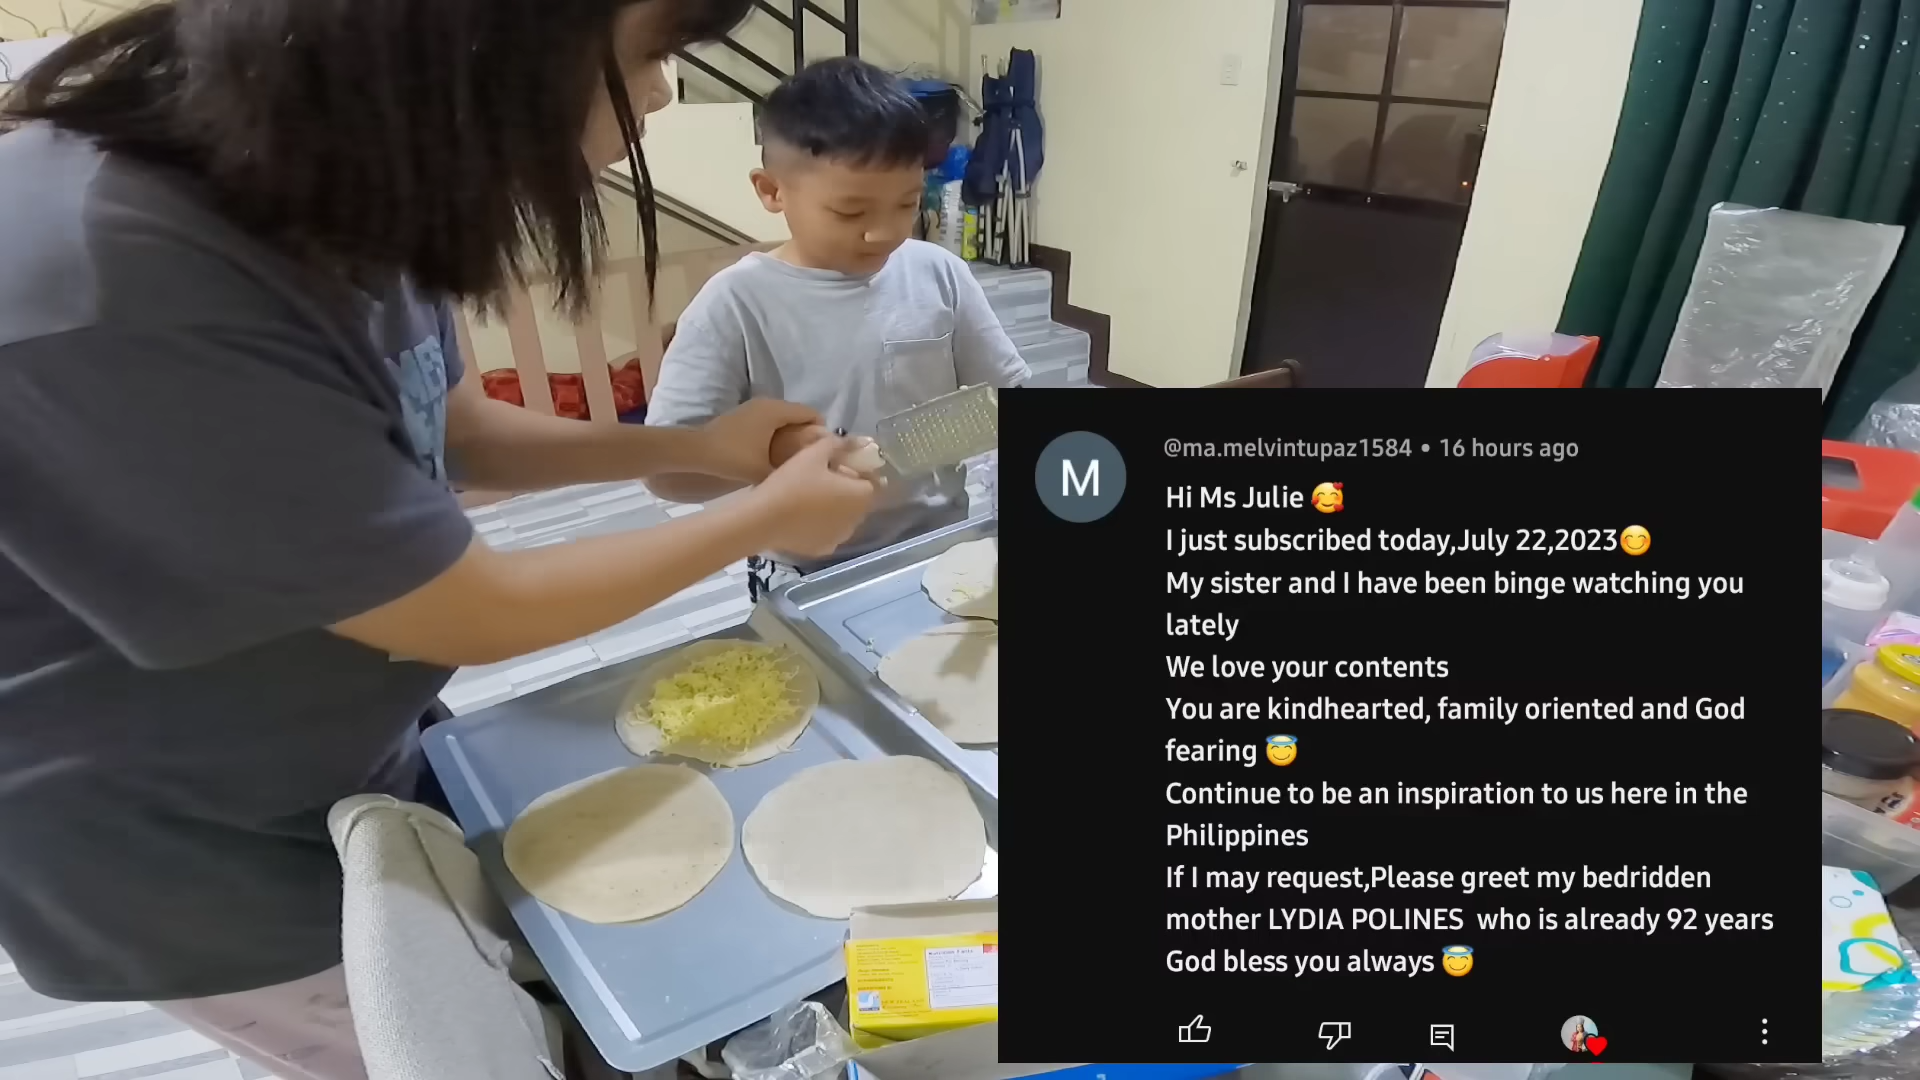 @ma.melvintupaz1584 • 16 hours ago
M
Hi Ms Julie 🥰
I just subscribed today,July 22,2023😊
My sister and I have been binge watching you
lately
We love your contents
You are kindhearted, family oriented and God
fearing 😇
Continue to be an inspiration to us here in the
Philippines
If I may request,Please greet my bedridden
mother LYDIA POLINES who is already 92 years
God bless you always 😇